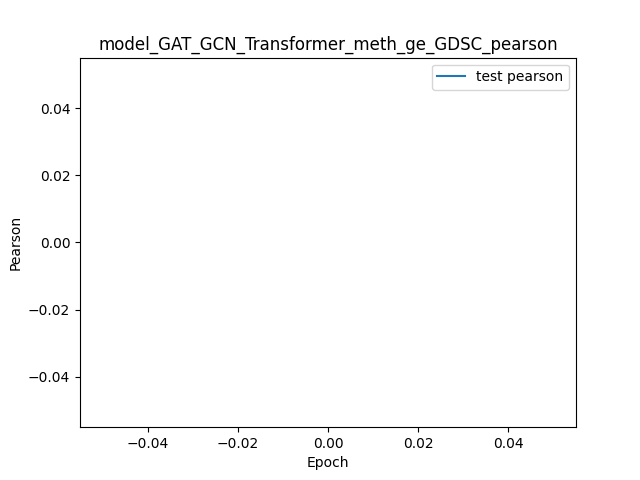 model_GAT_GCN_Transformer_meth_ge_GDSC_pearson
test pearson
0.04
0.02
0.00
−0.02
−0.04
Pearson
−0.04
−0.02
0.00
0.02
0.04
Epoch